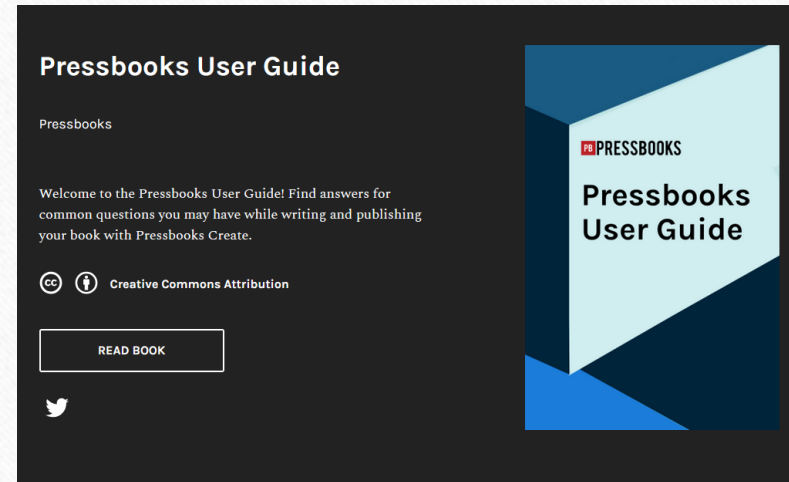 Pressbooks User Guide
Pressbooks
Welcome to the Pressbooks User Guide! Find answers for
common questions you may have while writing and publishing
your book with Pressbooks Create.
cc Creative Commons Attribution
READ BOOK
PB PRESSBOOKS
Pressbooks
User Guide